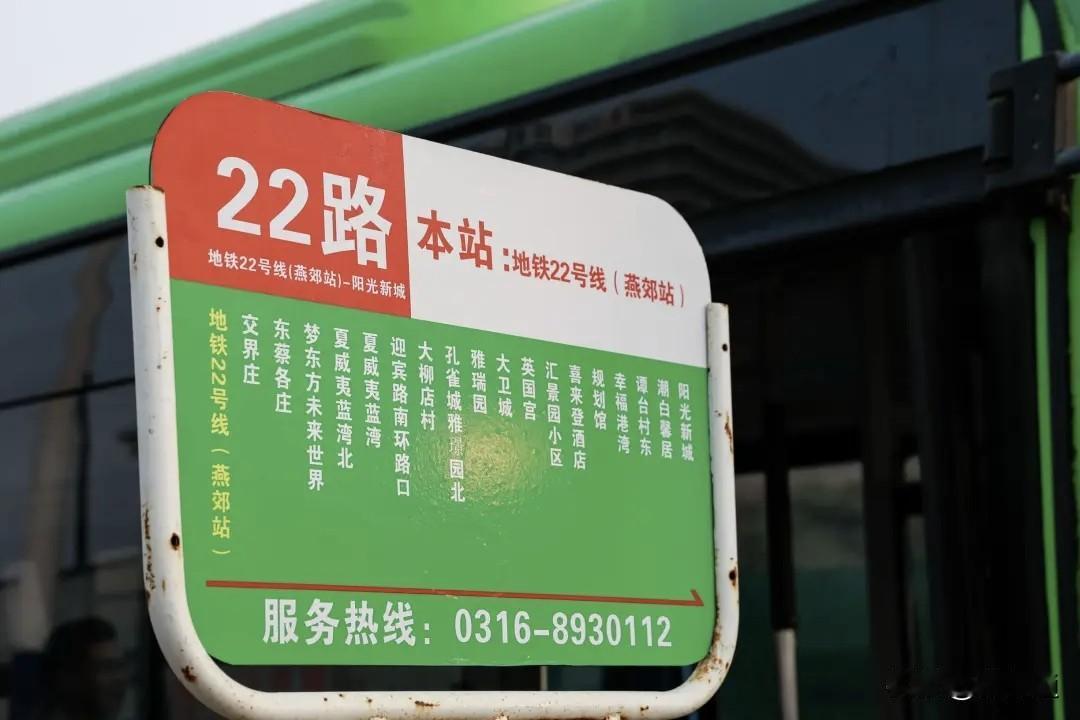 22路
地铁22号线(燕郊站)-阳光新城
本站:地铁22号线(燕郊站)
地铁22号线(燕郊站)
交界庄
东蔡各庄
梦东方未来世界
夏威夷蓝湾北
夏威夷蓝湾
迎宾路南环路口
大柳店村
孔雀城雅璟园北
雅瑞园
大卫城
英国宫
汇景园小区
喜来登酒店
规划馆
幸福港湾
谭台村东
潮白馨居
阳光新城
服务热线: 0316-8930112